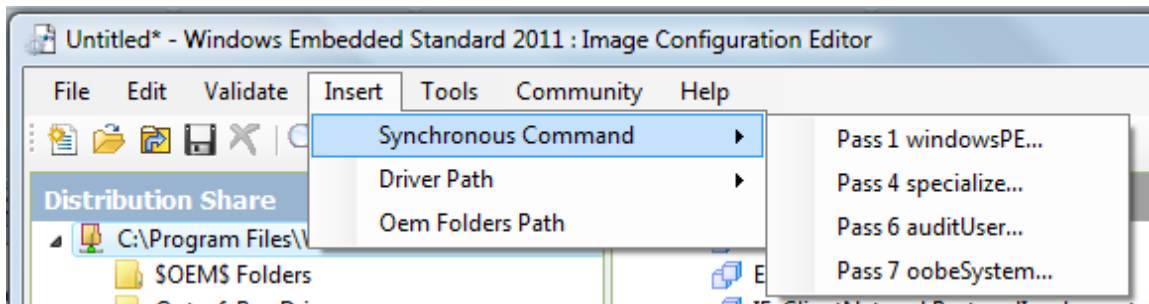 Untitled* - Windows Embedded Standard 2011 : Image Configuration Editor
File Edit Validate Insert Tools Community Help
Synchronous Command
Pass 1 windowsPE...
Driver Path
Pass 4 specialize...
Distribution Share
Oem Folders Path
Pass 6 auditUser...
C:\Program Files\
$OEM$ Folders
E
Pass 7 oobeSystem...